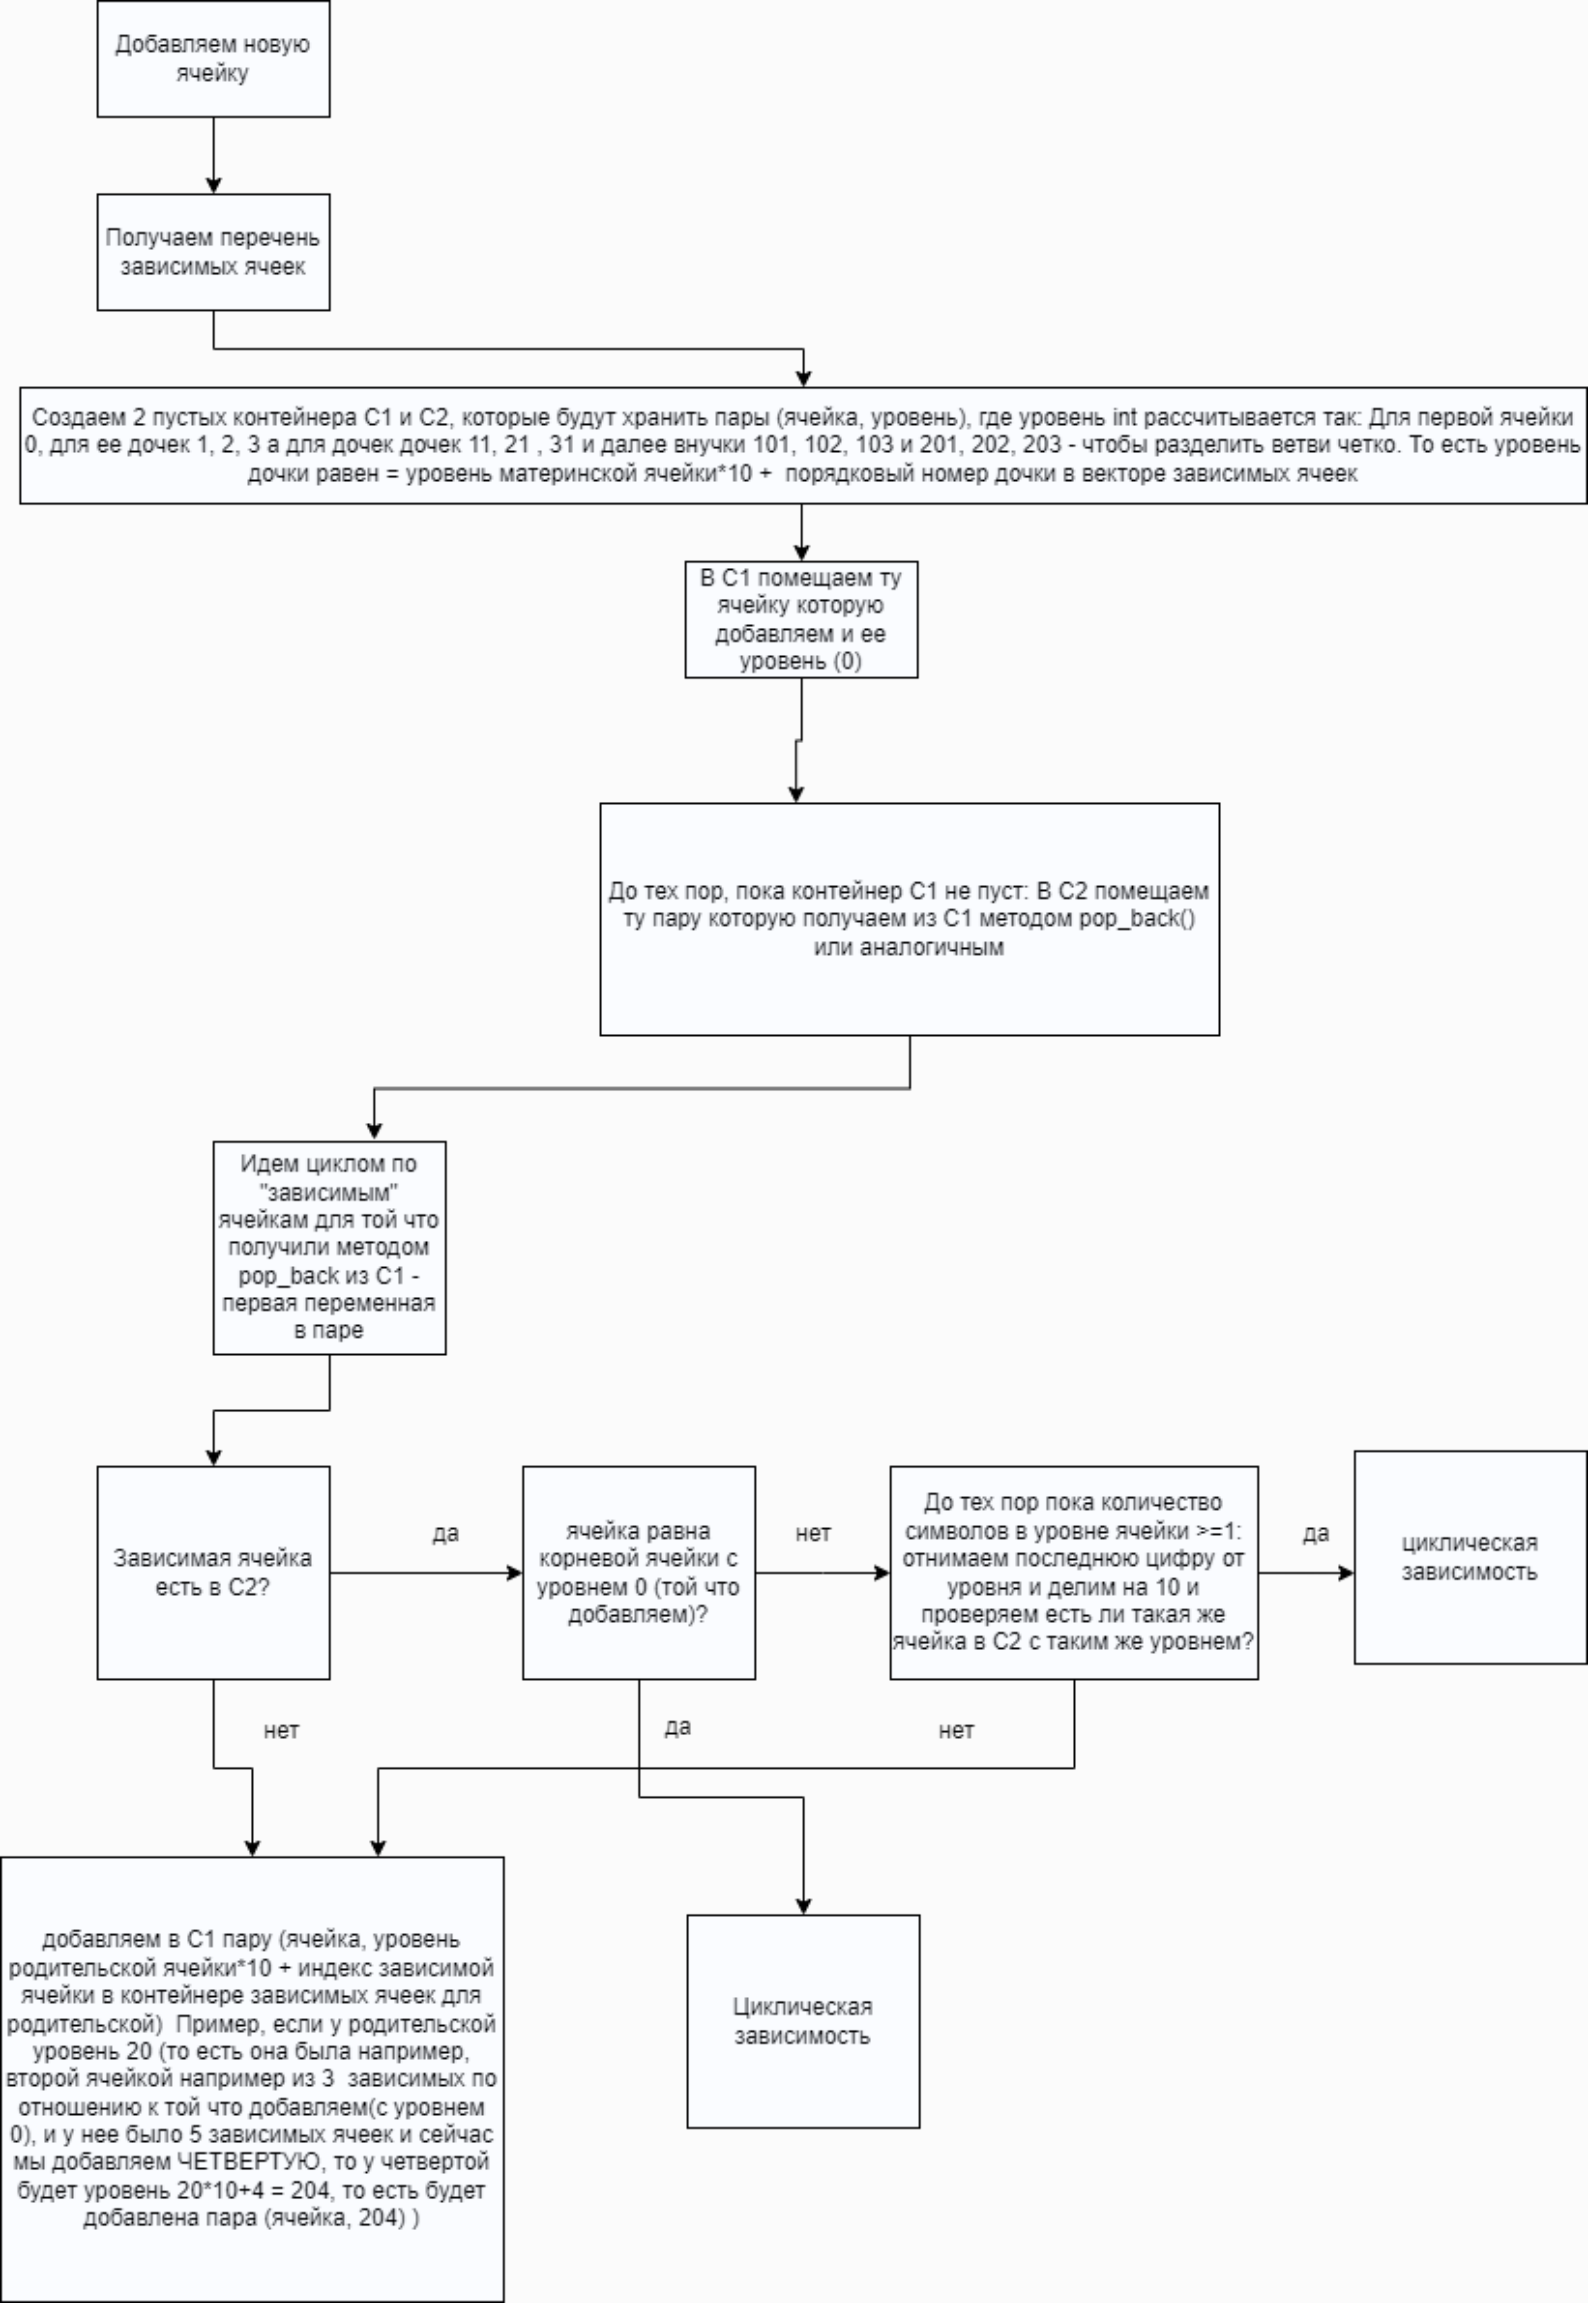 Добавляем новую
ячейку
Получаем перечень
зависимых ячеек
Создаем 2 пустых контейнера С1 и С2, которые будут хранить пары (ячейка, уровень), где уровень int рассчитывается так: Для первой ячейки
0, для ее дочек 1, 2, 3 а для дочек дочек 11, 21 , 31 и далее внучки 101, 102, 103 и 201, 202, 203 - чтобы разделить ветви четко. То есть уровень
дочки равен = уровень материнской ячейки*10 + порядковый номер дочки в векторе зависимых ячеек
В С1 помещаем ту
ячейку которую
добавляем и ее
уровень (0)
До тех пор, пока контейнер С1 не пуст: В С2 помещаем
ту пару которую получаем из С1 методом pop_back()
или аналогичным
Идем циклом по
"зависимым"
ячейкам для той что
получили методом
pop_back из С1 -
первая переменная
в паре
Зависимая ячейка
есть в С2?
да
ячейка равна
корневой ячейки с
уровнем 0 (той что
добавляем)?
нет
До тех пор пока количество
символов в уровне ячейки >=1:
отнимаем последнюю цифру от
уровня и делим на 10 и
проверяем есть ли такая же
ячейка в С2 с таким же уровнем?
да
циклическая
зависимость
нет
да
нет
добавляем в С1 пару (ячейка, уровень
родительской ячейки*10 + индекс зависимой
ячейки в контейнере зависимых ячеек для
родительской) Пример, если у родительской
уровень 20 (то есть она была например,
второй ячейкой например из 3 зависимых по
отношению к той что добавляем(с уровнем
0), и у нее было 5 зависимых ячеек и сейчас
мы добавляем ЧЕТВЕРТУЮ, то у четвертой
будет уровень 20*10+4 = 204, то есть будет
добавлена пара (ячейка, 204) )
Циклическая
зависимость